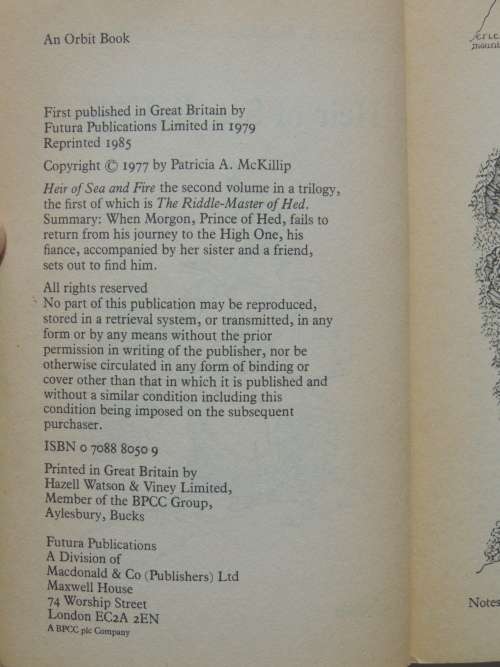 An Orbit Book
First published in Great Britain by
Futura Publications Limited in 1979
Reprinted 1985
Copyright © 1977 by Patricia A. McKillip
Heir of Sea and Fire the second volume in a trilogy,
the first of which is The Riddle-Master of Hed.
Summary: When Morgon, Prince of Hed, fails to
return from his journey to the High One, his
fiance, accompanied by her sister and a friend,
sets out to find him.
All rights reserved
No part of this publication may be reproduced,
stored in a retrieval system, or transmitted, in any
form or by any means without the prior
permission in writing of the publisher, nor be
otherwise circulated in any form of binding or
cover other than that in which it is published and
without a similar condition including this
condition being imposed on the subsequent
purchaser.
ISBN 0 7088 8050 9
Printed in Great Britain by
Hazell Watson & Viney Limited,
Member of the BPCC Group,
Aylesbury, Bucks
Futura Publications
A Division of
Macdonald & Co (Publishers) Ltd
Maxwell House
74 Worship Street
London EC2A 2EN
A BPCC plc Company
Notes